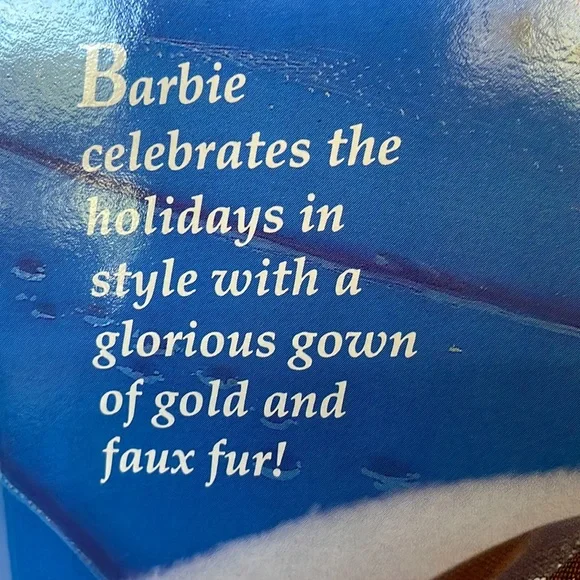 Barbie
celebrates the
holidays in
style with a
glorious gown
of gold and
faux fur!